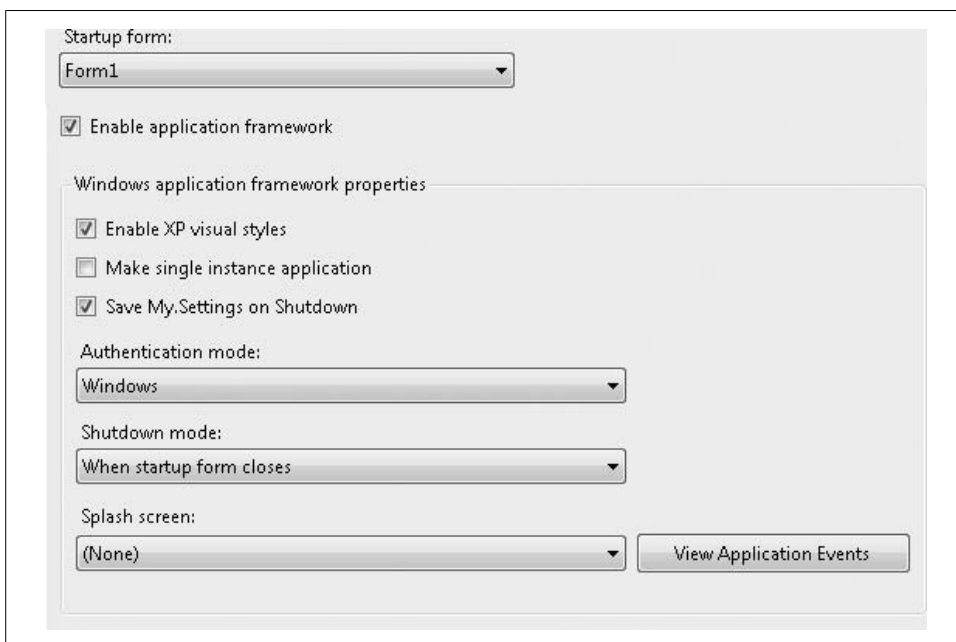 Startup form:
Form1
Enable application framework
Windows application framework properties
Enable XP visual styles
Make single instance application
Save My.Settings on Shutdown
Authentication mode:
Windows
Shutdown mode:
When startup form closes
Splash screen:
(None)
View Application Events